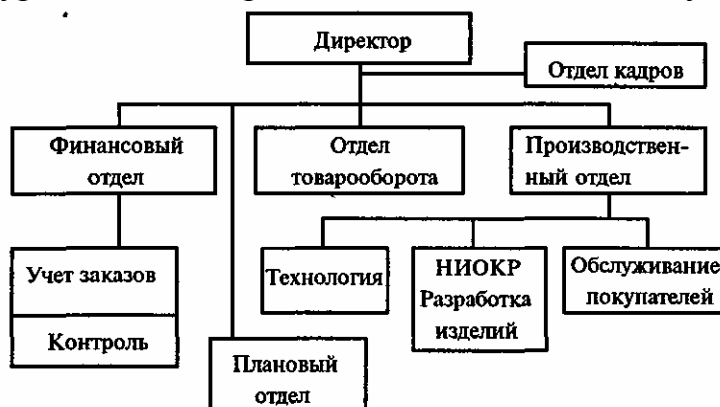 Директор
Отдел кадров
Финансовый
отдел
Отдел
товарооборота
Производствен-
ный отдел
Учет заказов
Контроль
Технология
НИОКР
Разработка
изделий
Обслуживание
покупателей
Плановый
отдел